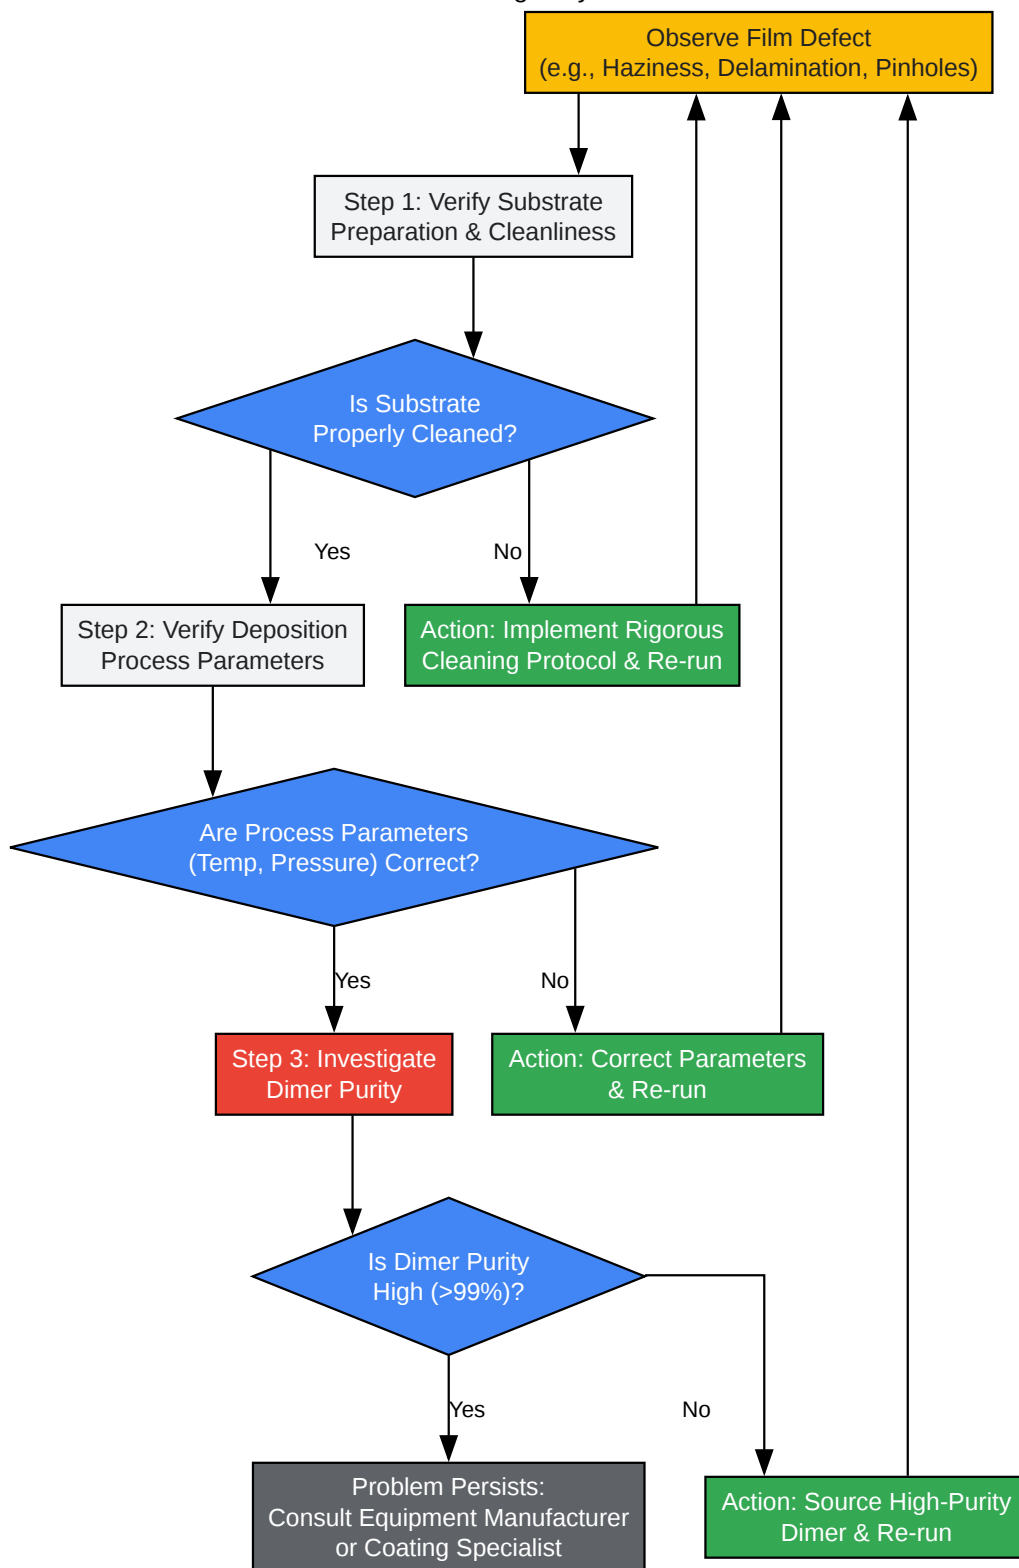 Observe Film Defect
(e.g., Haziness, Delamination, Pinholes)
Step 1: Verify Substrate
Preparation & Cleanliness
Is Substrate
Properly Cleaned?
Yes
No
Step 2: Verify Deposition
Process Parameters
Action: Implement Rigorous
Cleaning Protocol & Re-run
Are Process Parameters
(Temp, Pressure) Correct?
Yes
No
Step 3: Investigate
Dimer Purity
Action: Correct Parameters
& Re-run
Is Dimer Purity
High (>99%)?
Yes
No
Problem Persists:
Consult Equipment Manufacturer
or Coating Specialist
Action: Source High-Purity
Dimer & Re-run